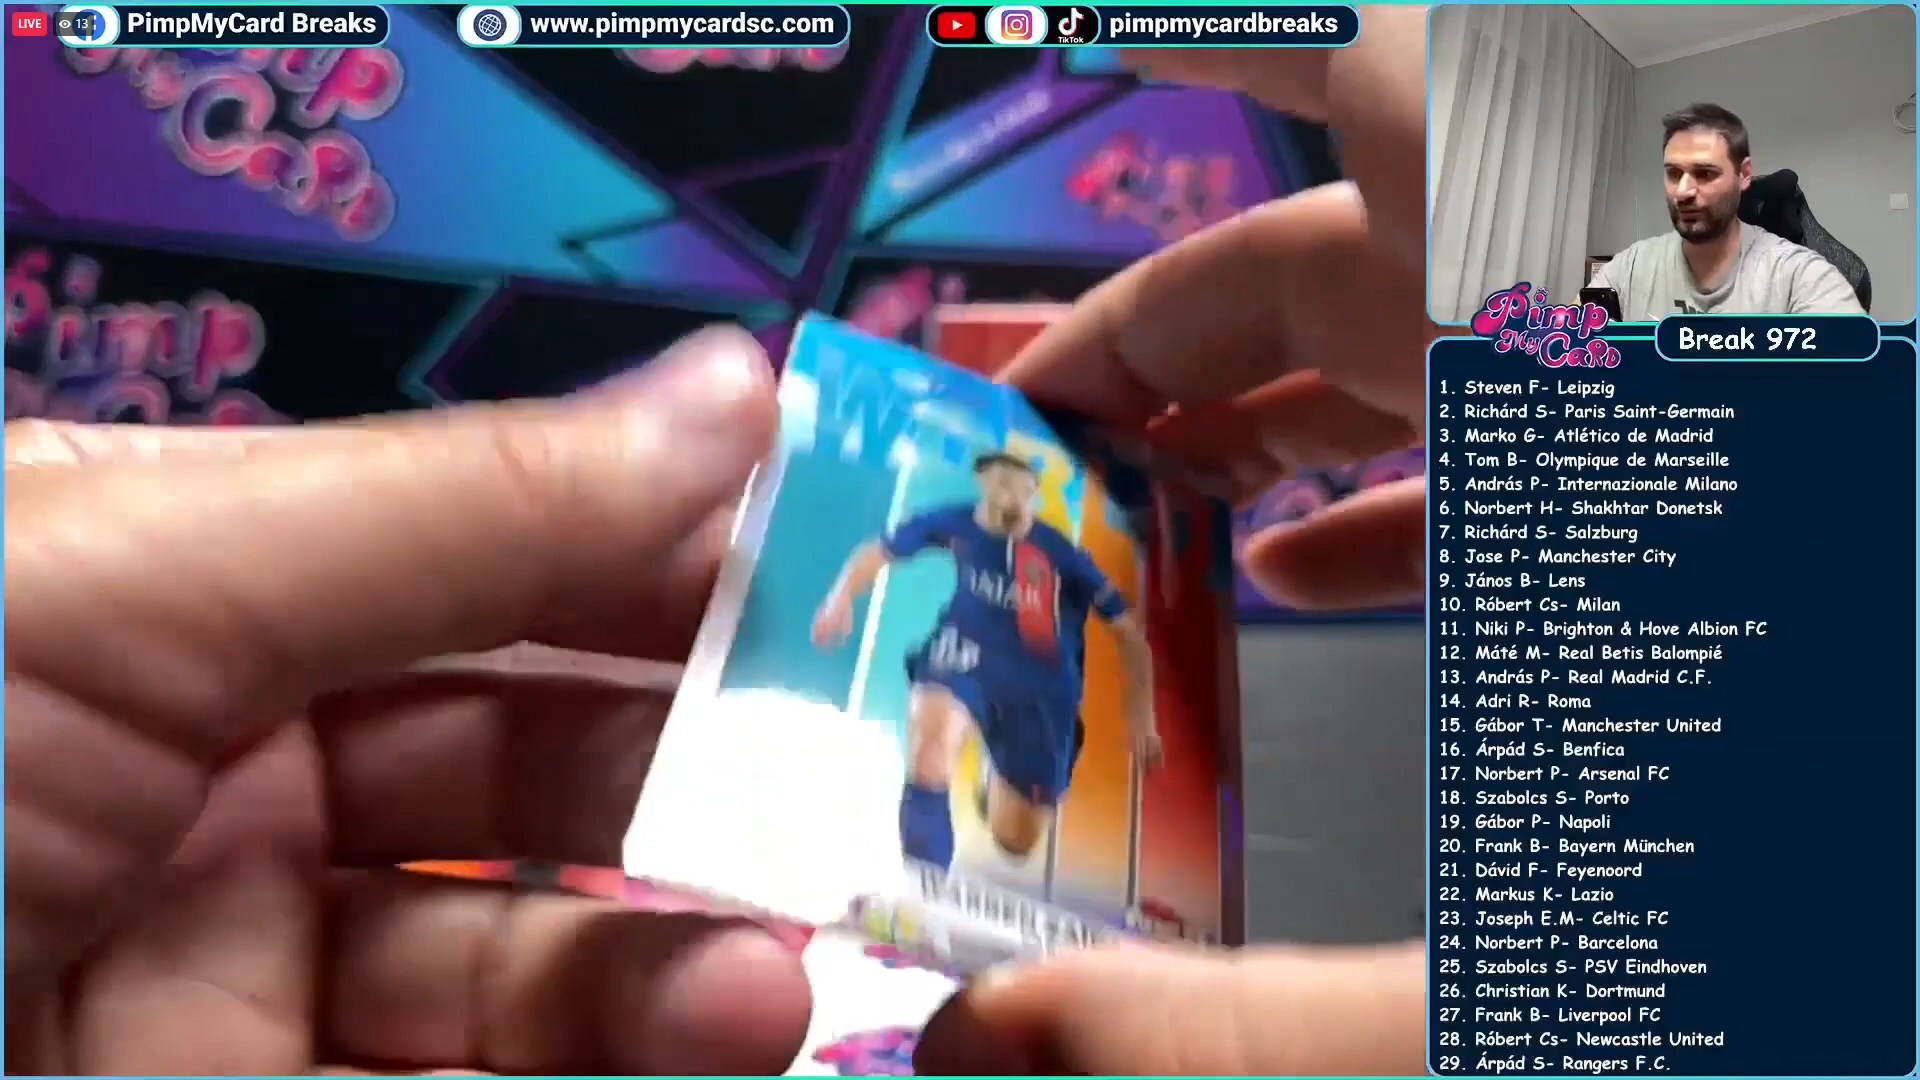 LIVE
13
PimpMyCard Breaks
www.pimpmycardsc.com
TikTok
pimpmycardbreaks
Pimp
Card
Pimp
QATAR
Pimp
My Card
Break 972
1. Steven F- Leipzig
2. Richárd S- Paris Saint-Germain
3. Marko G- Atlético de Madrid
4. Tom B- Olympique de Marseille
5. András P- Internazionale Milano
6. Norbert H- Shakhtar Donetsk
7. Richárd S- Salzburg
8. Jose P- Manchester City
9. János B- Lens
10. Róbert Cs- Milan
11. Niki P- Brighton & Hove Albion FC
12. Máté M- Real Betis Balompié
13. András P- Real Madrid C.F.
14. Adri R- Roma
15. Gábor T- Manchester United
16. Árpád S- Benfica
17. Norbert P- Arsenal FC
18. Szabolcs S- Porto
19. Gábor P- Napoli
20. Frank B- Bayern München
21. Dávid F- Feyenoord
22. Markus K- Lazio
23. Joseph E.M- Celtic FC
24. Norbert P- Barcelona
25. Szabolcs S- PSV Eindhoven
26. Christian K- Dortmund
27. Frank B- Liverpool FC
28. Róbert Cs- Newcastle United
29. Árpád S- Rangers F.C.